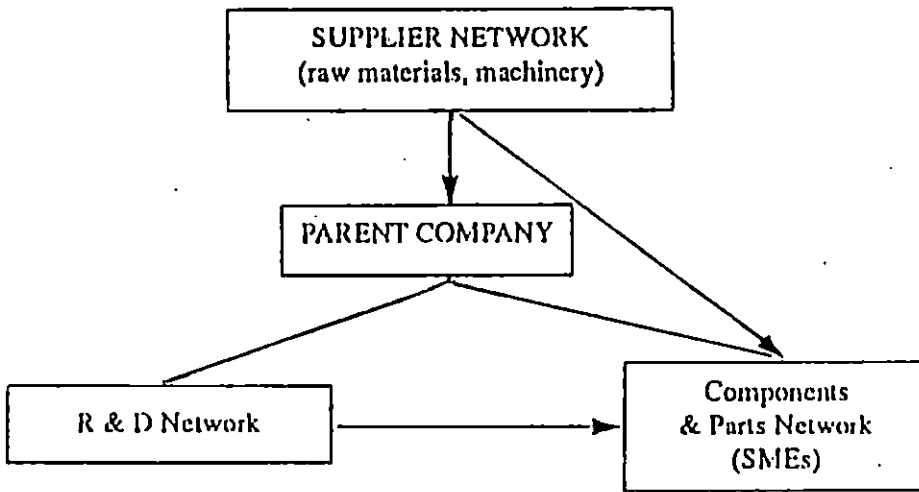 SUPPLIER NETWORK
(raw materials, machinery)
PARENT COMPANY
R & D Network
Components
& Parts Network
(SMEs)